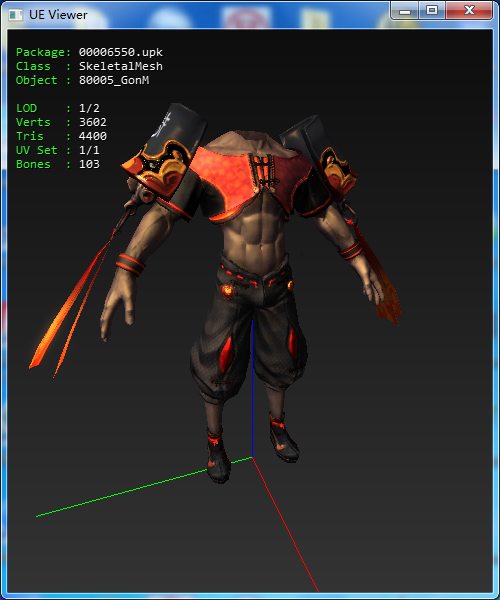 UE Viewer
Package: 00006550.upk
Class : SkeletalMesh
Object : 80005_GonM
LOD : 1/2
Verts : 3602
Tris : 4400
UV Set : 1/1
Bones : 103